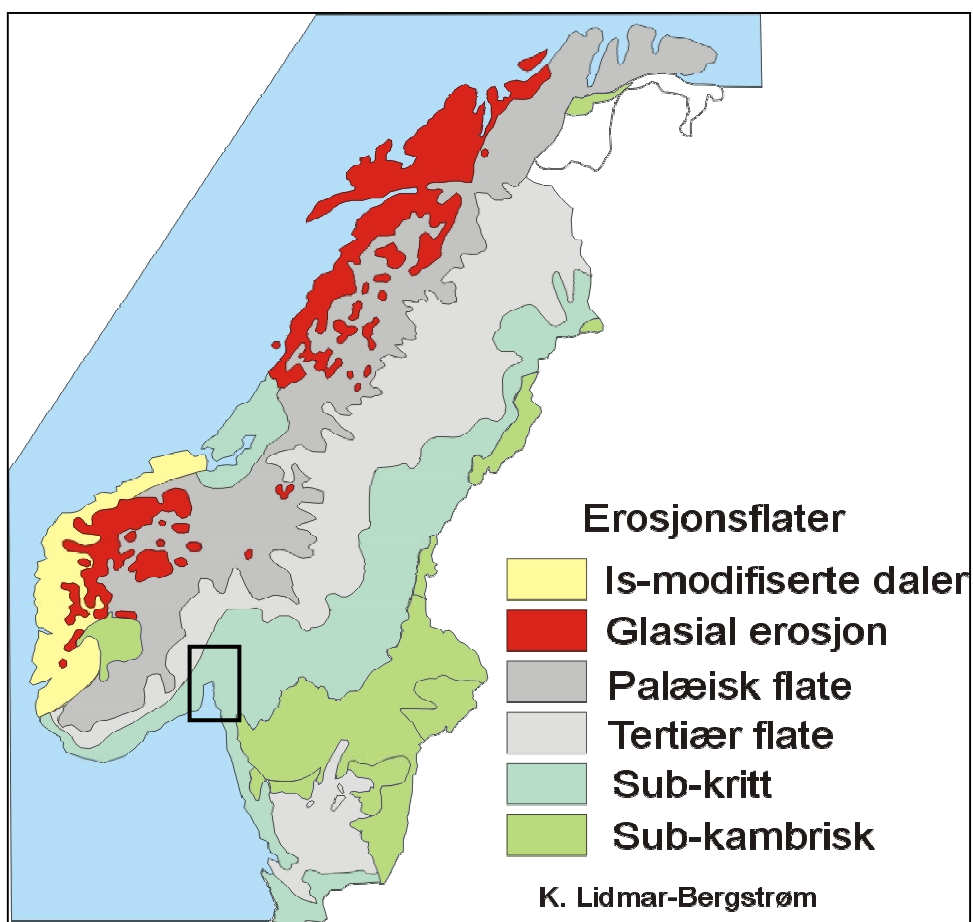 Erosjonsflater
Is-modifiserte daler
Glasial erosjon
Palæisk flate
Tertiær flate
Sub-kritt
Sub-kambrisk
K. Lidmar-Bergstrøm